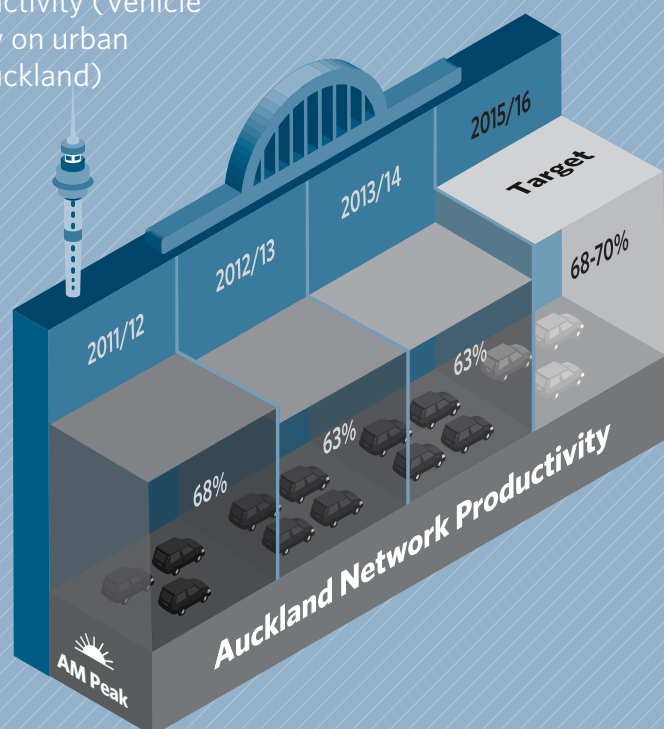 (Vehicle
on urban
2011/12
2012/13
2013/14
2015/16
Target
68%
63%
63%
68-70%
Auckland Network Productivity
AM Peak